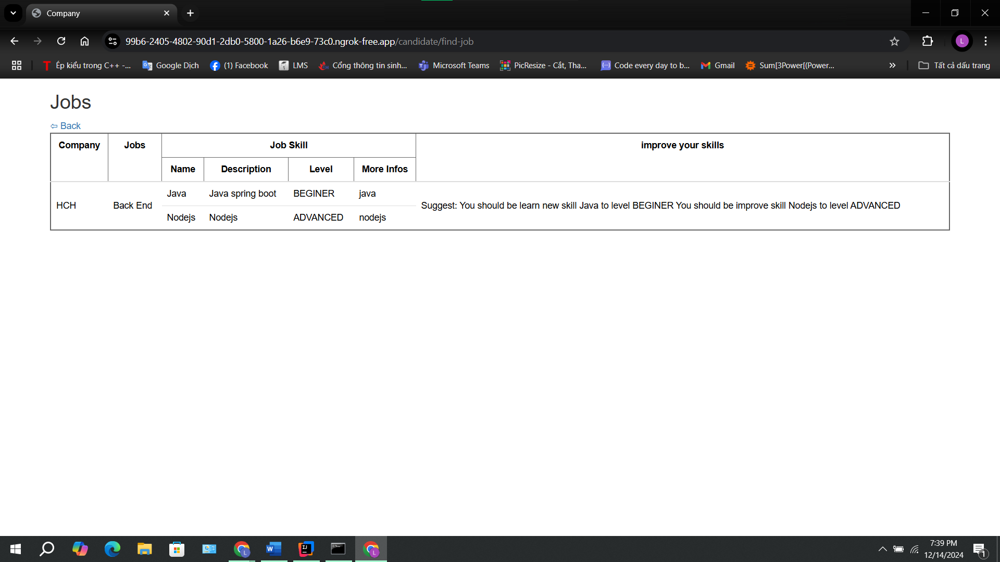 Company
99b6-2405-4802-90d1-2db0-5800-1a26-b6e9-73c0.ngrok-free.app/candidate/find-job
L
Ép kiểu trong C++ -... Google Dịch (1) Facebook LMS Cổng thông tin sinh... Microsoft Teams PicResize - Cắt, Tha... Code every day to b... Gmail Sum[3Power[(Power... Tất cả dấu trang
Jobs
⇦ Back
Company Jobs Job Skill improve your skills
Name Description Level More Infos
Java Java spring boot BEGINER java
HCH Back End Suggest: You should be learn new skill Java to level BEGINER You should be improve skill Nodejs to level ADVANCED
Nodejs Nodejs ADVANCED nodejs
7:39 PM
12/14/2024
1